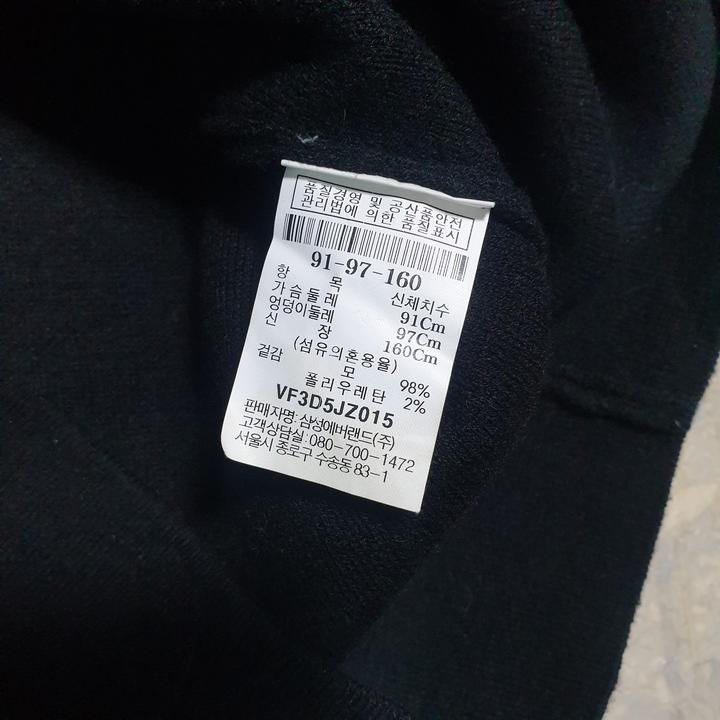 품질경영 및 공산품안전
관리법에 의한 품질표시
91-97-160
항 목 신체치수
가슴둘레 91Cm
엉덩이둘레 97Cm
신 장 160Cm
(섬유의혼용율)
겉감 모 98%
폴리우레탄 2%
VF3D5JZ015
판매자명: 삼성에버랜드(주)
고객상담실: 080-700-1472
서울시 종로구 수송동 83-1